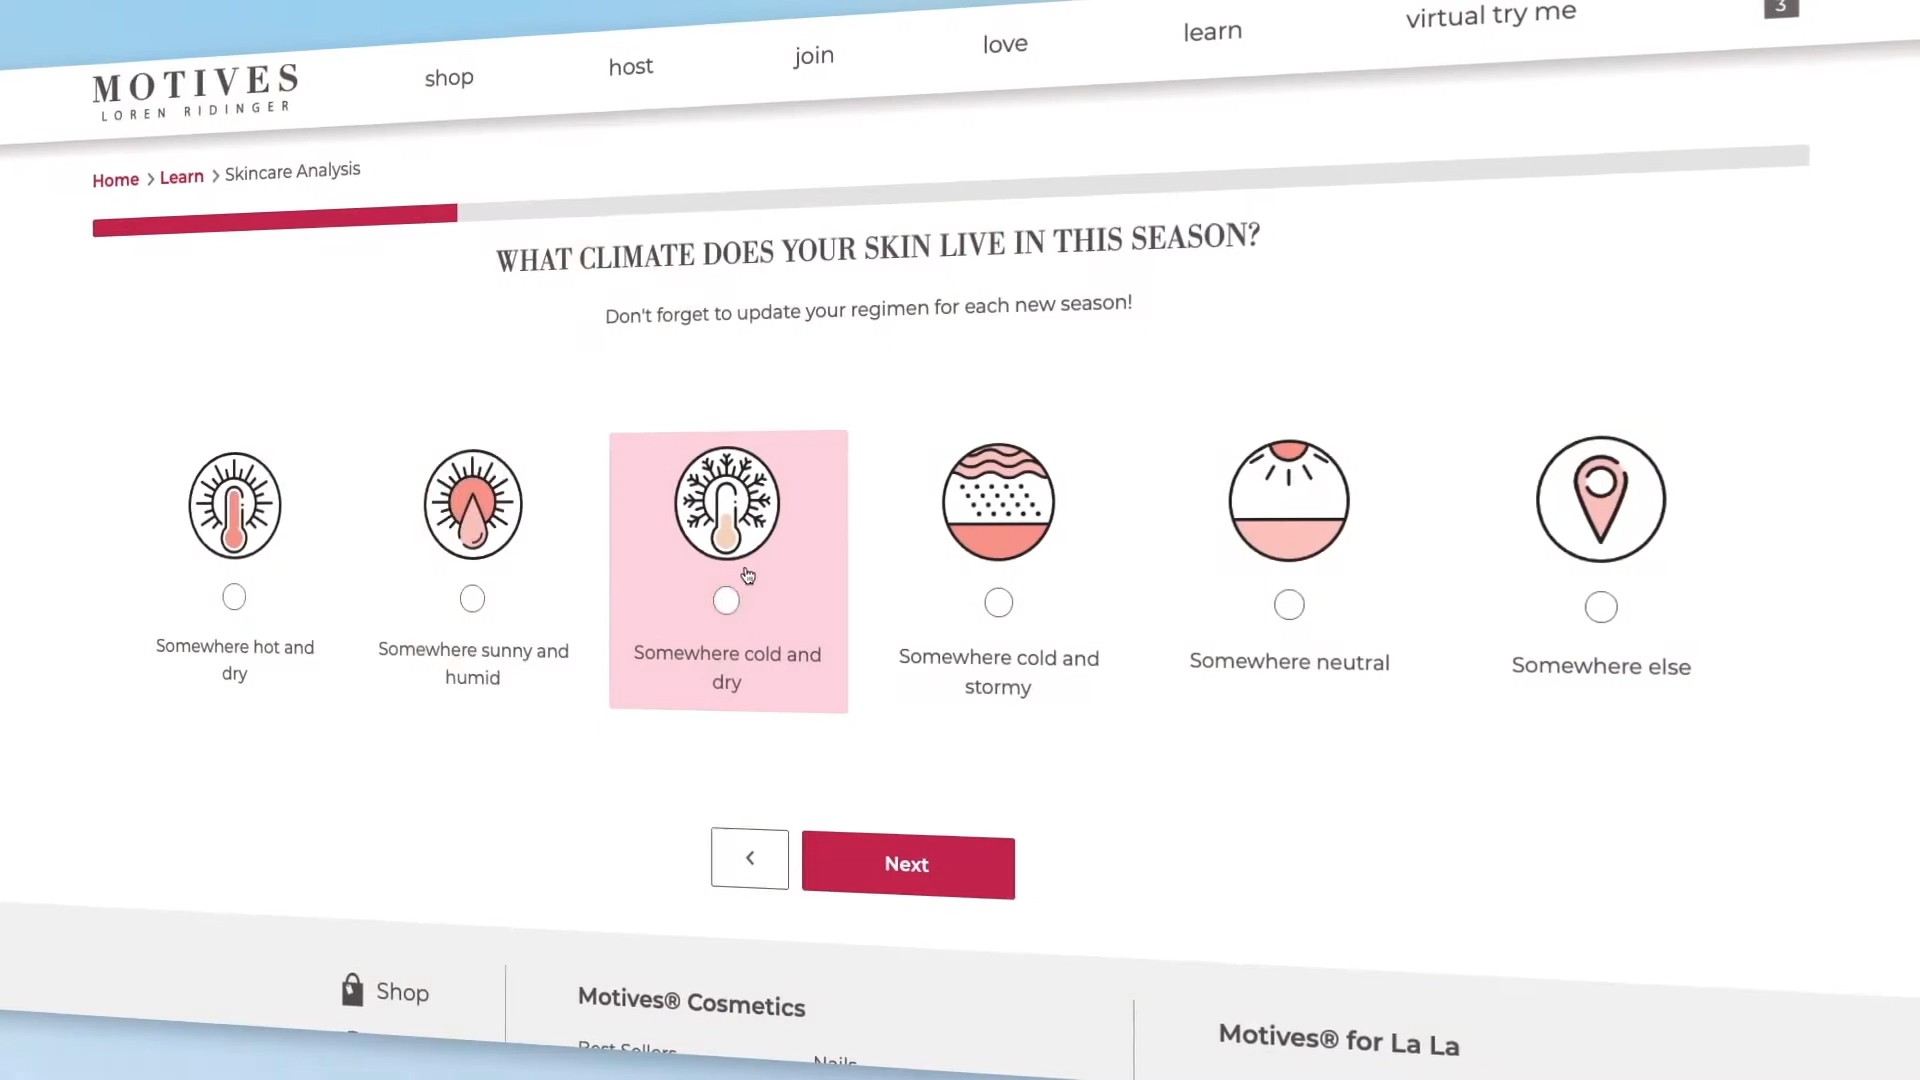 MOTIVES
LOREN RIDINGER
shop
host
join
love
learn
virtual try me
3
Home > Learn > Skincare Analysis
WHAT CLIMATE DOES YOUR SKIN LIVE IN THIS SEASON?
Don't forget to update your regimen for each new season!
Somewhere hot and
dry
Somewhere sunny and
humid
Somewhere cold and
dry
Somewhere cold and
stormy
Somewhere neutral
Somewhere else
Next
Shop
Motives® Cosmetics
Best Sellers
Nails
Motives® for La La